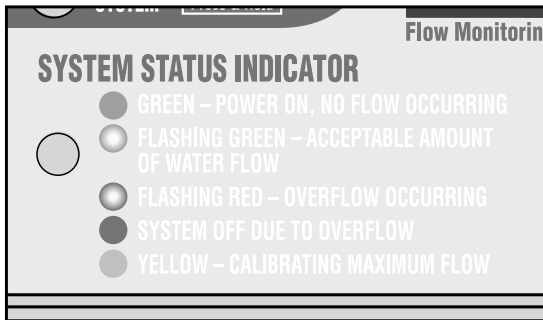 SYSTEM
Flow Monitorin
SYSTEM STATUS INDICATOR
GREEN – POWER ON, NO FLOW OCCURRING
FLASHING GREEN – ACCEPTABLE AMOUNT
OF WATER FLOW
FLASHING RED – OVERFLOW OCCURRING
SYSTEM OFF DUE TO OVERFLOW
YELLOW – CALIBRATING MAXIMUM FLOW